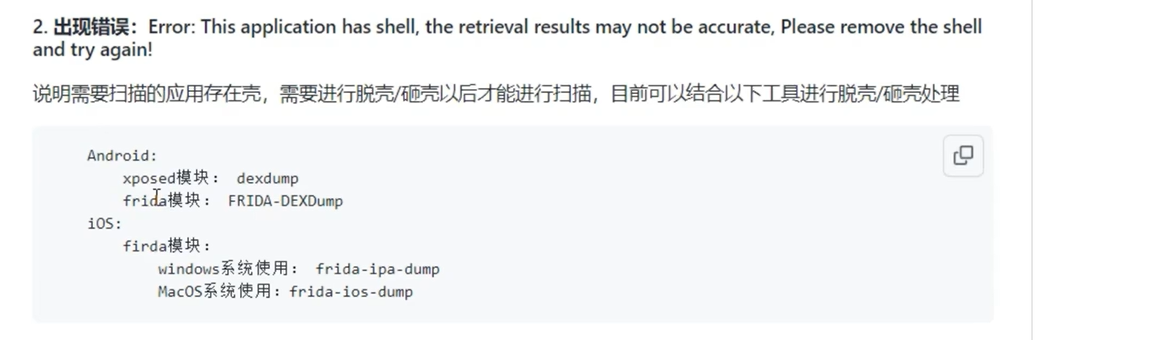 2. 出现错误：Error: This application has shell, the retrieval results may not be accurate, Please remove the shell
and try again!
说明需要扫描的应用存在壳，需要进行脱壳/砸壳以后才能进行扫描，目前可以结合以下工具进行脱壳/砸壳处理
Android:
xposed模块： dexdump
frida模块： FRIDA-DEXDump
iOS:
firda模块：
windows系统使用： frida-ipa-dump
MacOS系统使用：frida-ios-dump